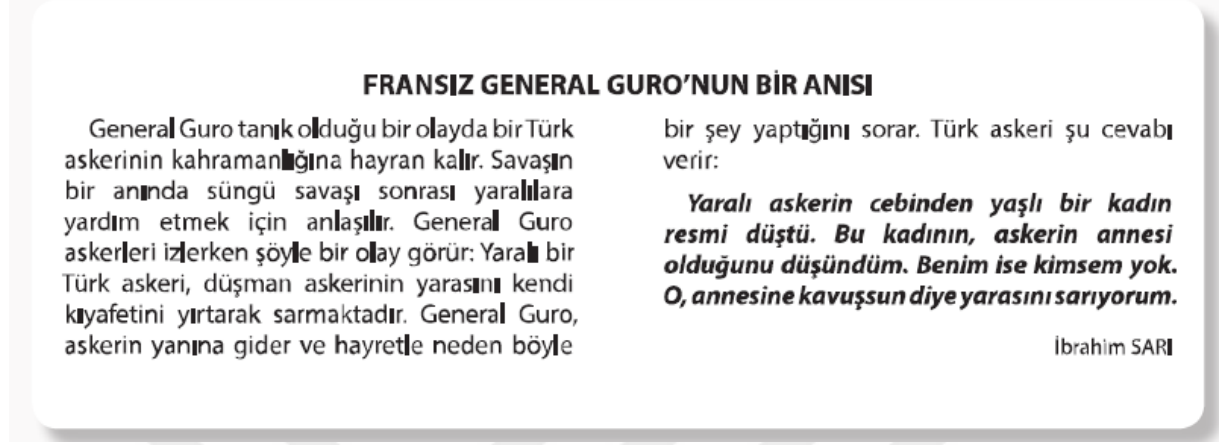 FRANSIZ GENERAL GURO’NUN BİR ANISI
General Guro tanık olduğu bir olayda bir Türk
askerinin kahramanlığına hayran kalır. Savaşın
bir anında süngü savaşı sonrası yaralılara
yardım etmek için anlaşılır. General Guro
askerleri izlerken şöyle bir olay görür: Yaralı bir
Türk askeri, düşman askerinin yarasını kendi
kıyafetini yırtarak sarmaktadır. General Guro,
askerin yanına gider ve hayretle neden böyle
bir şey yaptığını sorar. Türk askeri şu cevabı
verir:
Yaralı askerin cebinden yaşlı bir kadın
resmi düştü. Bu kadının, askerin annesi
olduğunu düşündüm. Benim ise kimsem yok.
O, annesine kavuşsun diye yarasını sarıyorum.
İbrahim SARI